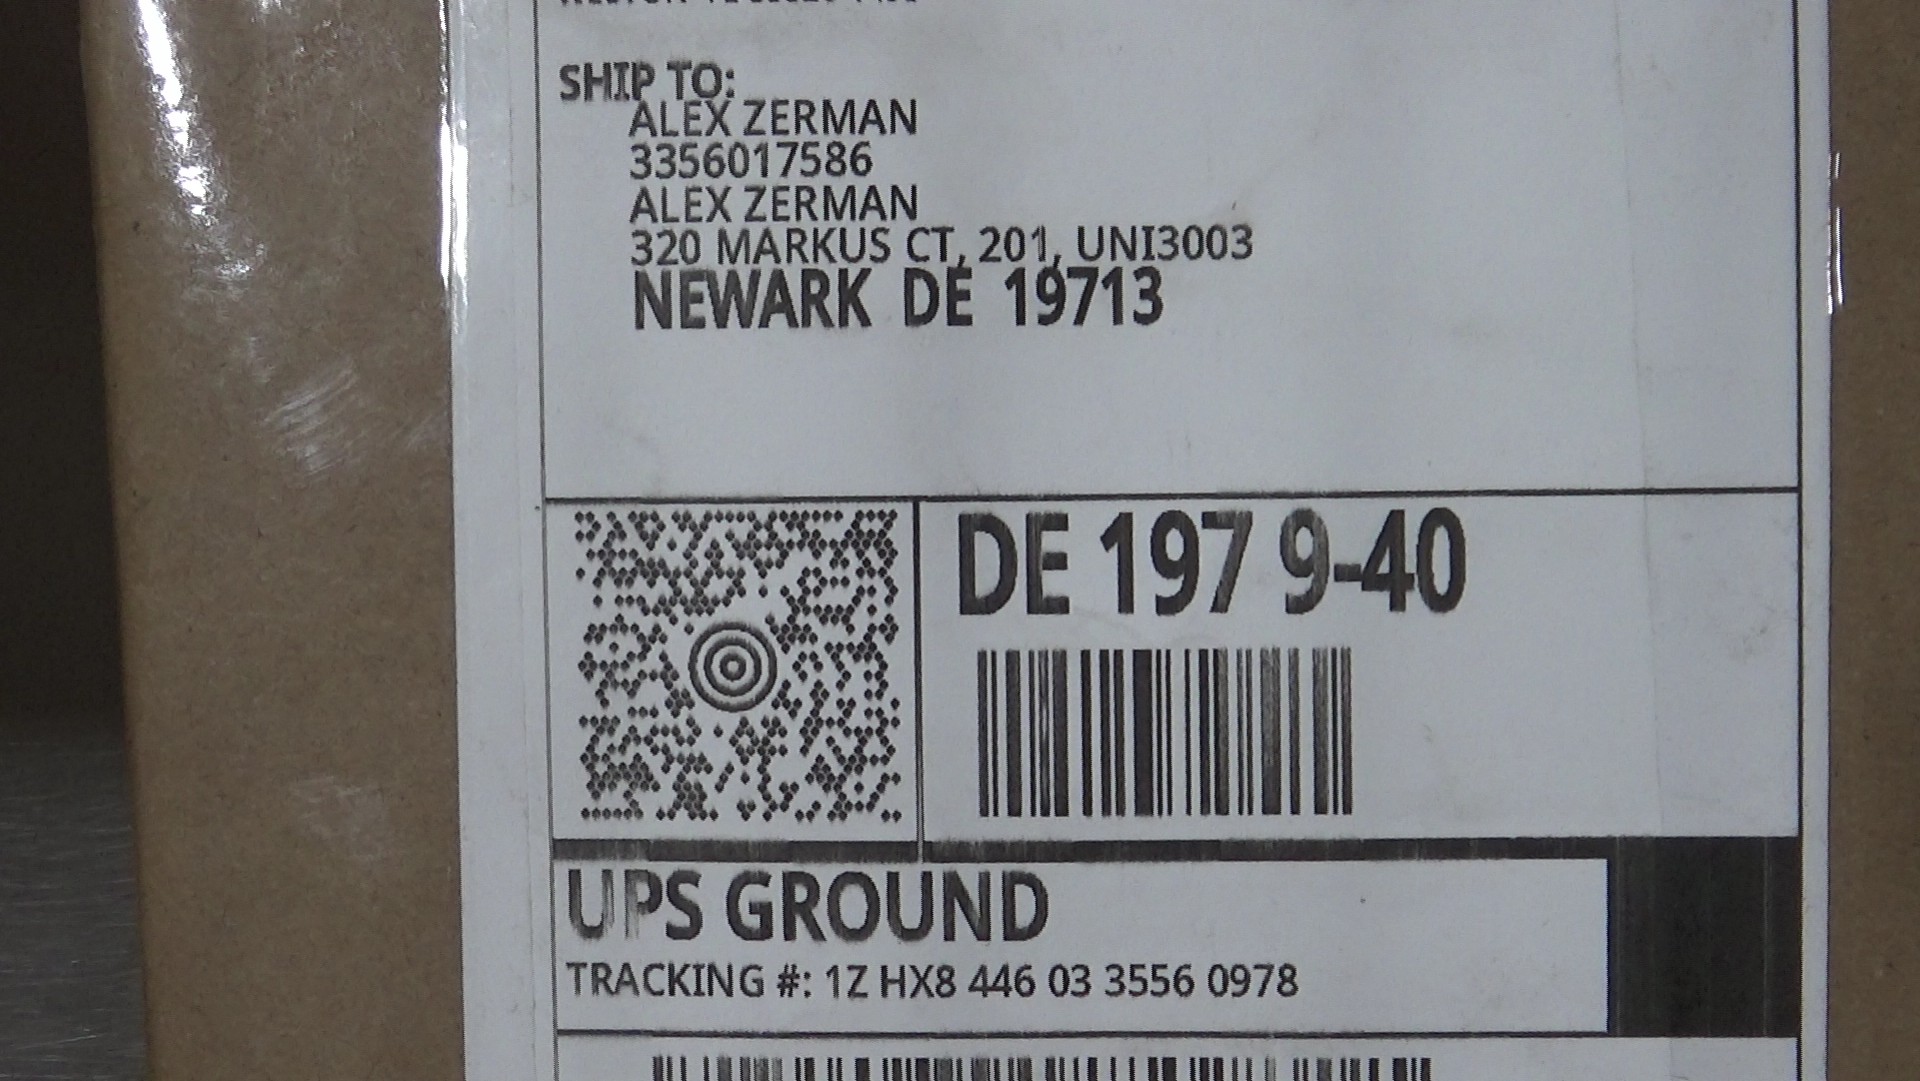 SHIP TO:
ALEX ZERMAN
3356017586
ALEX ZERMAN
320 MARKUS CT, 201, UNI3003
NEWARK DE 19713
DE 197 9-40
UPS GROUND
TRACKING #: 1Z HX8 446 03 3556 0978